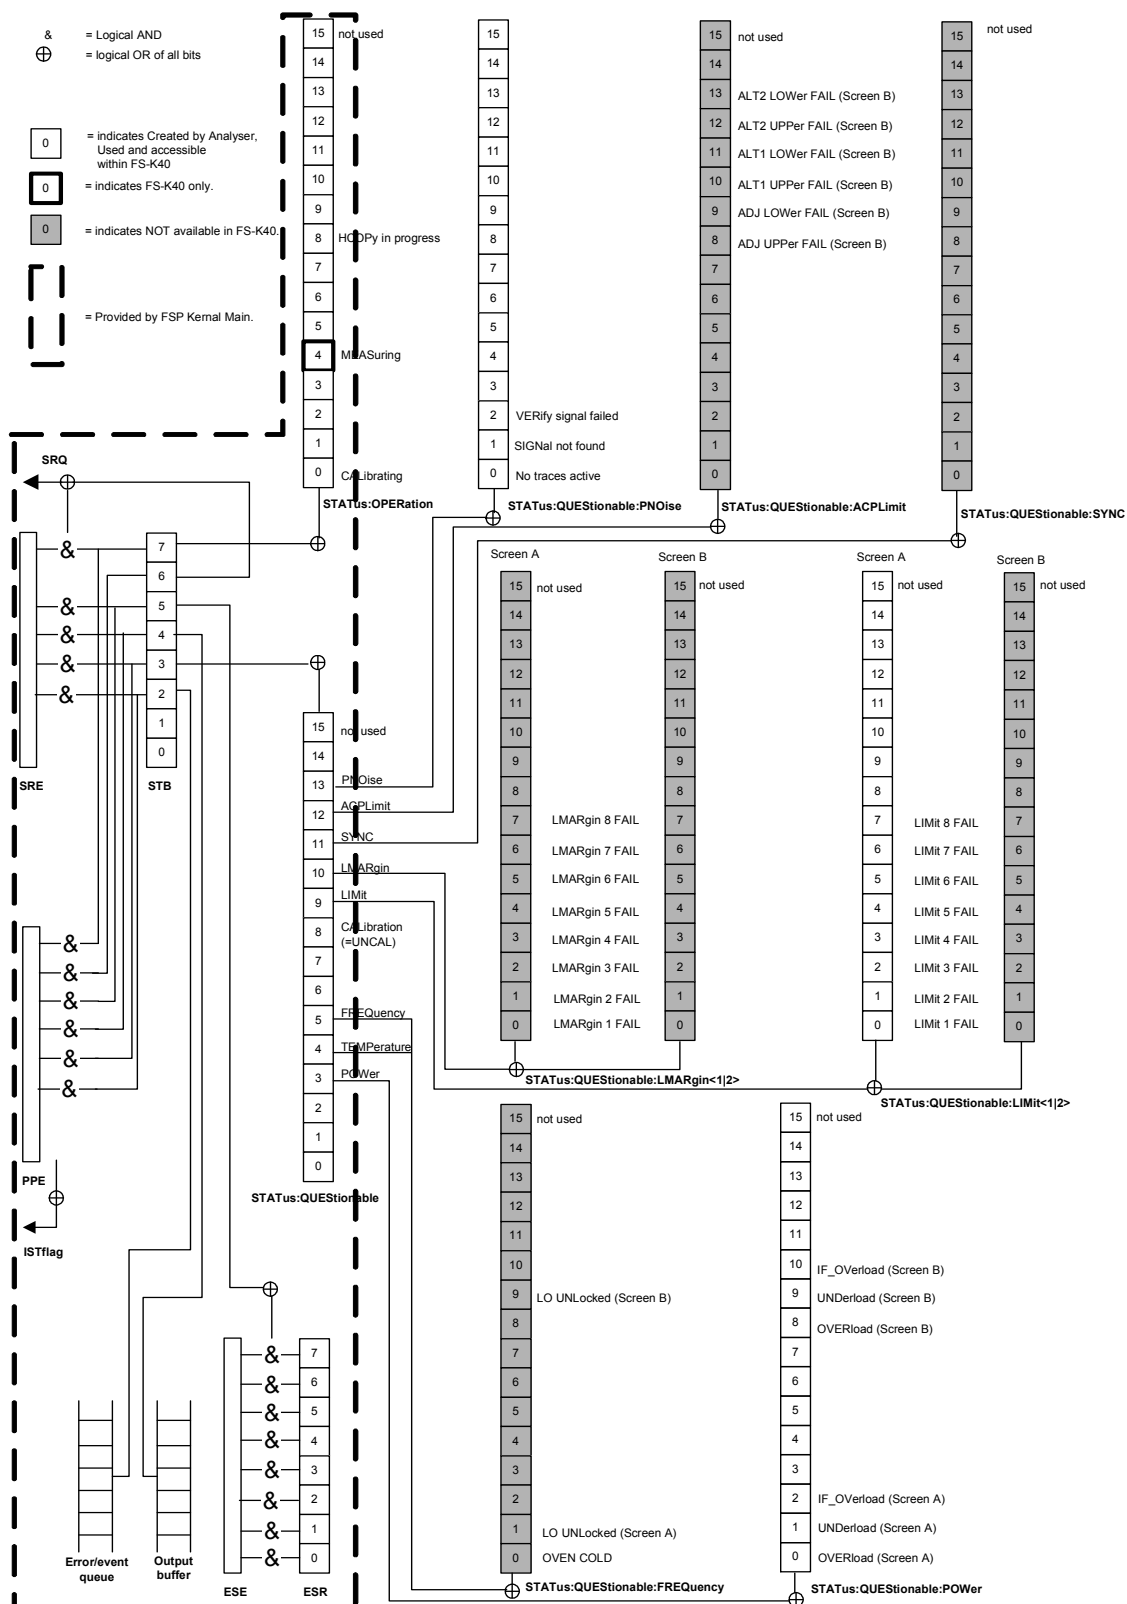 & = Logical AND
= logical OR of all bits
0 = indicates Created by Analyser,
Used and accessible
within FS-K40
0 = indicates FS-K40 only.
0 = indicates NOT available in FS-K40.
= Provided by FSP Kernal Main.
15 not used
14
13
12
11
10
9
8 HCOPy in progress
7
6
5
4 MEASuring
3
2
1
0 CALibrating
STATus:OPERation
15
14
13
12
11
10
9
8
7
6
5
4
3
2 VERify signal failed
1 SIGNal not found
0 No traces active
STATus:QUEStionable:PNOise
15 not used
14
13 ALT2 LOWer FAIL (Screen B)
12 ALT2 UPPer FAIL (Screen B)
11 ALT1 LOWer FAIL (Screen B)
10 ALT1 UPPer FAIL (Screen B)
9 ADJ LOWer FAIL (Screen B)
8 ADJ UPPer FAIL (Screen B)
7
6
5
4
3
2
1
0
STATus:QUEStionable:ACPLimit
15 not used
14
13
12
11
10
9
8
7
6
5
4
3
2
1
0
STATus:QUEStionable:SYNC
SRQ
&
&
&
&
&
SRE
7
6
5
4
3
2
1
0
STB
15 not used
14
13 PNOise
12 ACPLimit
11 SYNC
10 LMARgin
9 LIMit
8 CALibration
(=UNCAL)
7
6
5 FREQuency
4 TEMPerature
3 POWer
2
1
0
STATus:QUEStionable
Screen A
15 not used
14
13
12
11
10
9
8
7 LMARgin 8 FAIL
6 LMARgin 7 FAIL
5 LMARgin 6 FAIL
4 LMARgin 5 FAIL
3 LMARgin 4 FAIL
2 LMARgin 3 FAIL
1 LMARgin 2 FAIL
0 LMARgin 1 FAIL
Screen B
15 not used
14
13
12
11
10
9
8
7
6
5
4
3
2
1
0
STATus:QUEStionable:LMARgin<1|2>
Screen A
15 not used
14
13
12
11
10
9
8
7 LIMit 8 FAIL
6 LIMit 7 FAIL
5 LIMit 6 FAIL
4 LIMit 5 FAIL
3 LIMit 4 FAIL
2 LIMit 3 FAIL
1 LIMit 2 FAIL
0 LIMit 1 FAIL
Screen B
15 not used
14
13
12
11
10
9
8
7
6
5
4
3
2
1
0
STATus:QUEStionable:LIMit<1|2>
&
&
&
&
&
&
PPE
ISTflag
Error/event
queue
Output
buffer
&
&
&
&
&
&
&
&
ESE
7
6
5
4
3
2
1
0
ESR
15 not used
14
13
12
11
10
9 LO UNLocked (Screen B)
8
7
6
5
4
3
2
1 LO UNLocked (Screen A)
0 OVEN COLD
STATus:QUEStionable:FREQuency
15 not used
14
13
12
11
10 IF_OVerload (Screen B)
9 UNDerload (Screen B)
8 OVERload (Screen B)
7
6
5
4
3
2 IF_OVerload (Screen A)
1 UNDerload (Screen A)
0 OVERload (Screen A)
STATus:QUEStionable:POWer